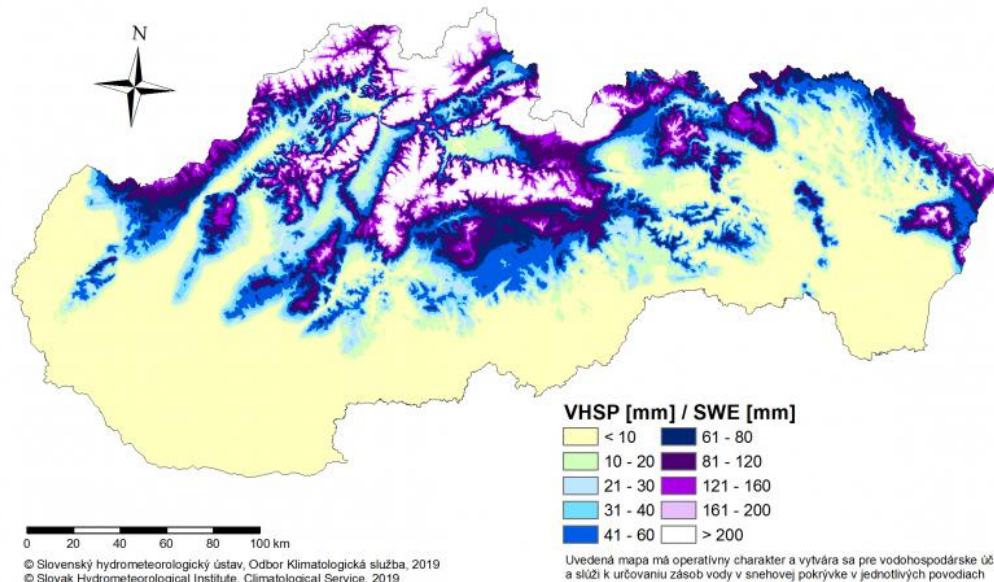 N
VHSP [mm] / SWE [mm]
< 10
10 - 20
21 - 30
31 - 40
41 - 60
61 - 80
81 - 120
121 - 160
161 - 200
> 200
0 20 40 60 80 100 km
© Slovenský hydrometeorologický ústav, Odbor Klimatologická služba, 2019
© Slovak Hydrometeorological Institute, Climatological Service, 2019
Uvedená mapa má operatívny charakter a vytvára sa pre vodohospodárske úč
a slúži k určovaniu zásob vody v snehovej pokrývke v jednotlivých povodiach